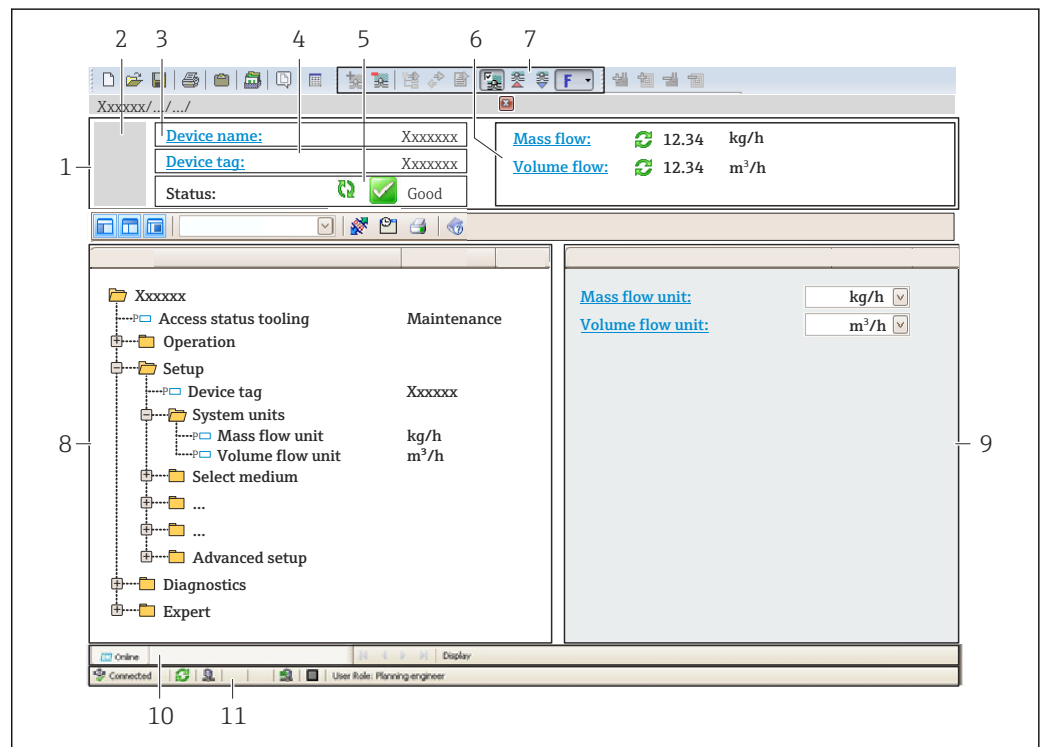 2 3 4 5 6 7
F
Xxxxxx/.../.../
1
Device name: Xxxxxxx
Device tag: Xxxxxxx
Status: Good
Mass flow: 12.34 kg/h
Volume flow: 12.34 m³/h
Xxxxxx
P Access status tooling Maintenance
Operation
Setup
P Device tag Xxxxxx
System units
P Mass flow unit kg/h
P Volume flow unit m³/h
Select medium
...
...
Advanced setup
Diagnostics
Expert
8
Mass flow unit: kg/h
Volume flow unit: m³/h
9
Online Display
Connected User Role: Planning engineer
10 11